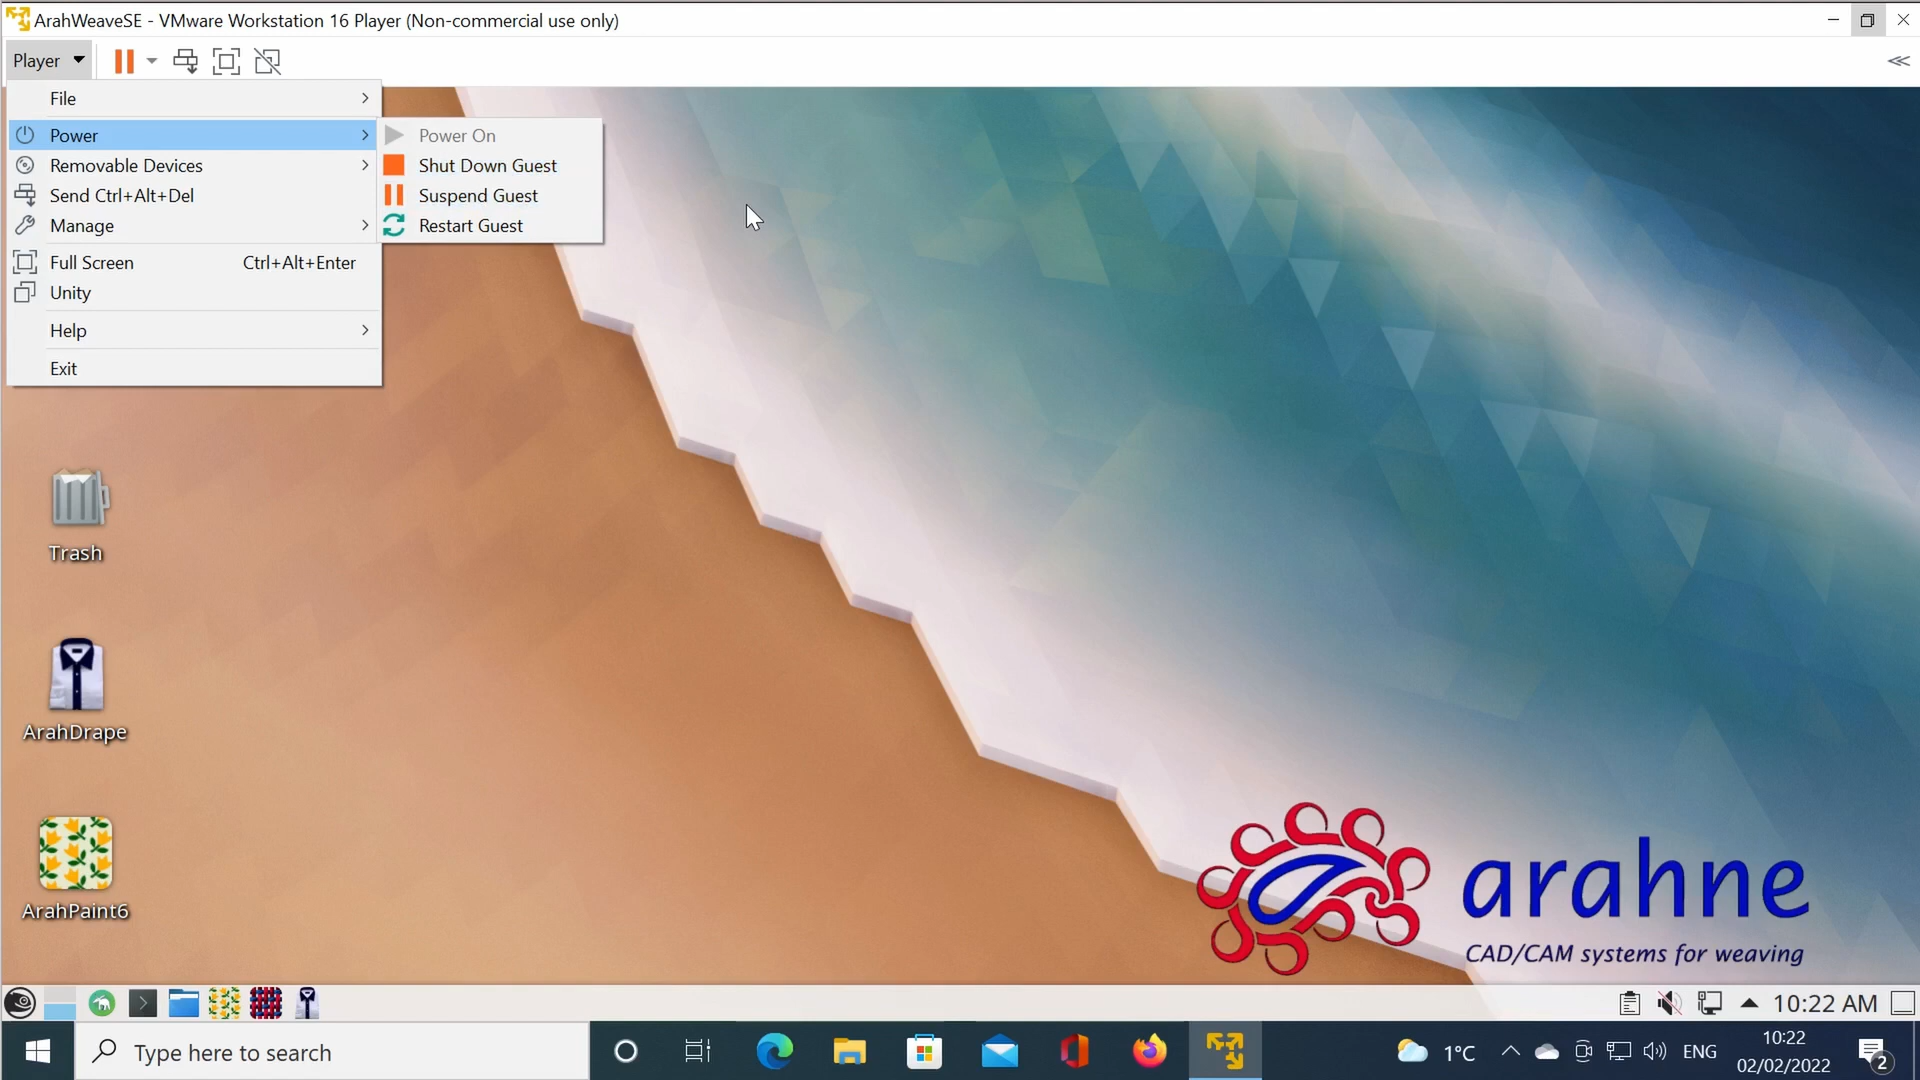 ArahWeaveSE - VMware Workstation 16 Player (Non-commercial use only)
Player
File
Power
Removable Devices
Send Ctrl+Alt+Del
Manage
Full Screen Ctrl+Alt+Enter
Unity
Help
Exit
Power On
Shut Down Guest
Suspend Guest
Restart Guest
Trash
ArahDrape
ArahPaint6
arahne
CAD/CAM systems for weaving
10:22 AM
Type here to search
1°C
ENG
10:22
02/02/2022
2